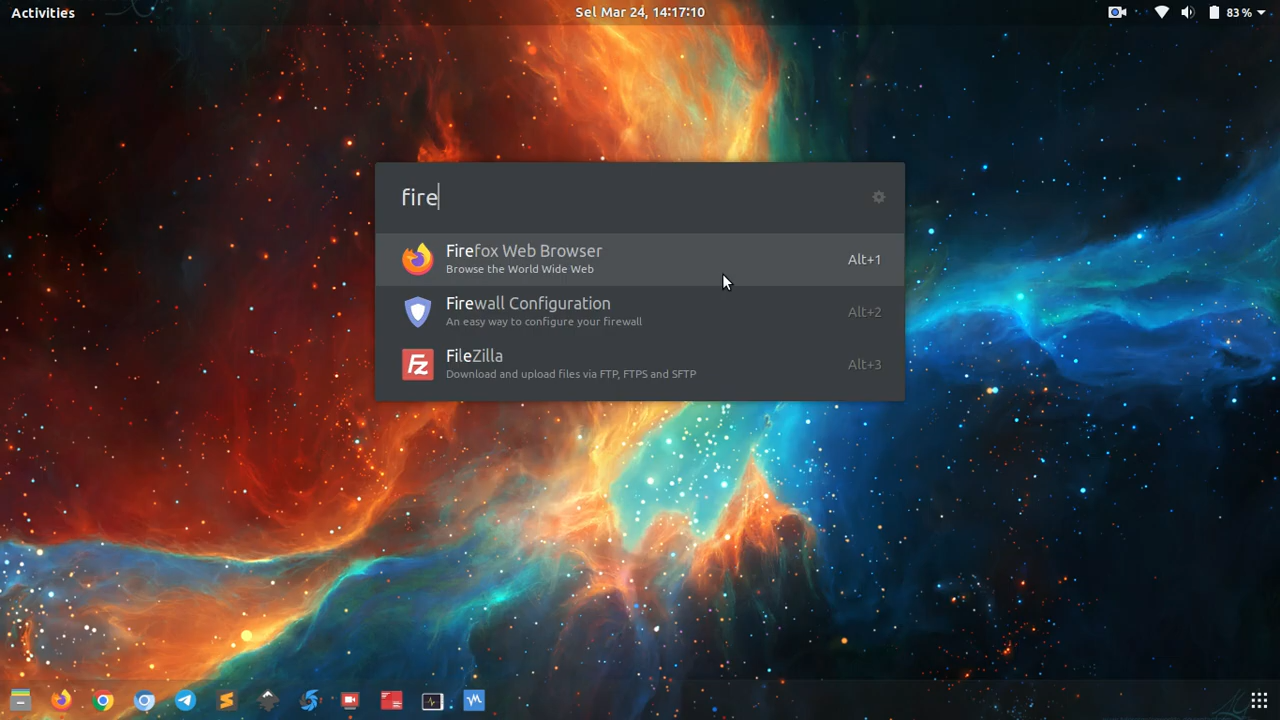 Activities
Sel Mar 24, 14:17:10
83 %
fire
Firefox Web Browser
Browse the World Wide Web
Alt+1
Firewall Configuration
An easy way to configure your firewall
Alt+2
FileZilla
Download and upload files via FTP, FTPS and SFTP
Alt+3